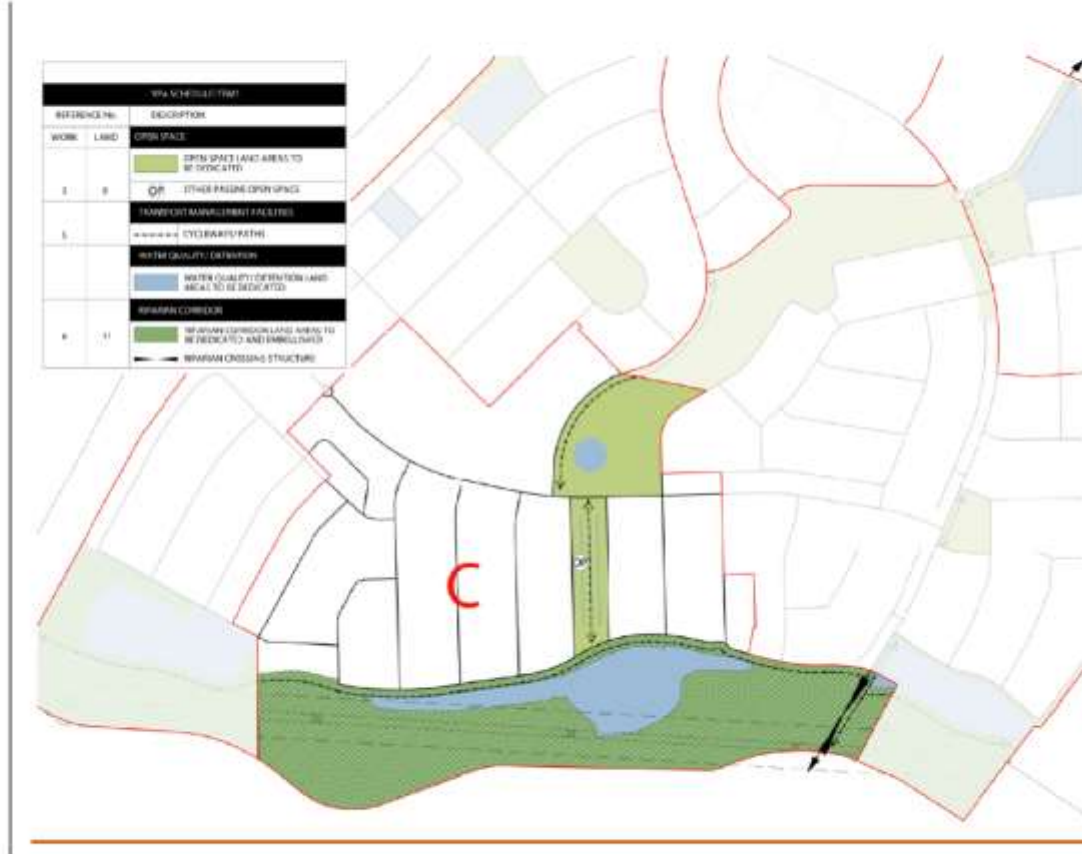 REFERENCE No. DESCRIPTION
WORK LAND OPEN SPACE
OPEN SPACE LAND AREAS TO
BE DEDICATED
OP OTHER PASSIVE OPEN SPACE
TRANSPORT MANAGEMENT FACILITIES
CYCLEWAYS/PATHS
WATER QUALITY/ DETENTION
WATER QUALITY/ DETENTION LAND
AREAS TO BE DEDICATED
RIPARIAN CORRIDOR
RIPARIAN CORRIDOR LAND AREAS TO
BE DEDICATED AND EMBELLISHED
RIPARIAN CROSSING STRUCTURE
C